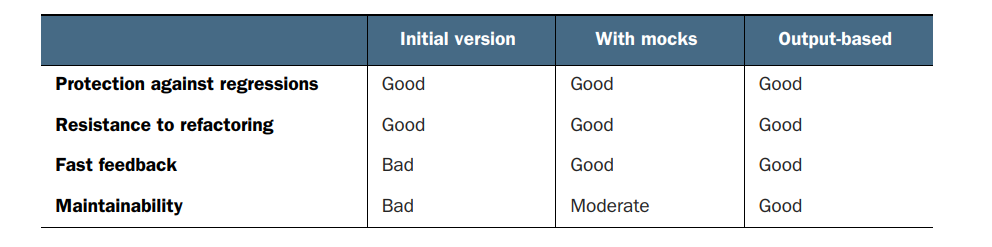 Initial version With mocks Output-based
Protection against regressions Good Good Good
Resistance to refactoring Good Good Good
Fast feedback Bad Good Good
Maintainability Bad Moderate Good